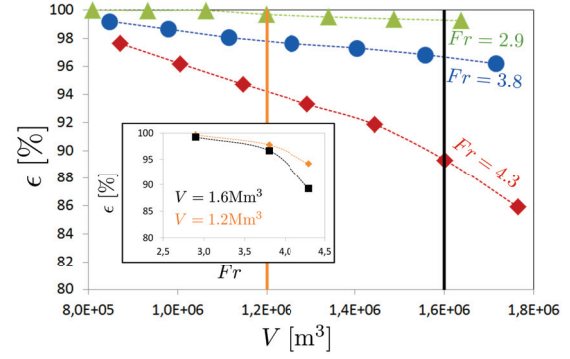 100
98
96
94
92
90
88
86
84
82
80
ϵ [%]
Fr = 2.9
Fr = 3.8
Fr = 4.3
100
95
90
85
80
ϵ [%]
V = 1.6Mm³
V = 1.2Mm³
2,5 3,0 3,5 4,0 4,5
Fr
8,0E+05 1,0E+06 1,2E+06 1,4E+06 1,6E+06 1,8E+06
V [m³]